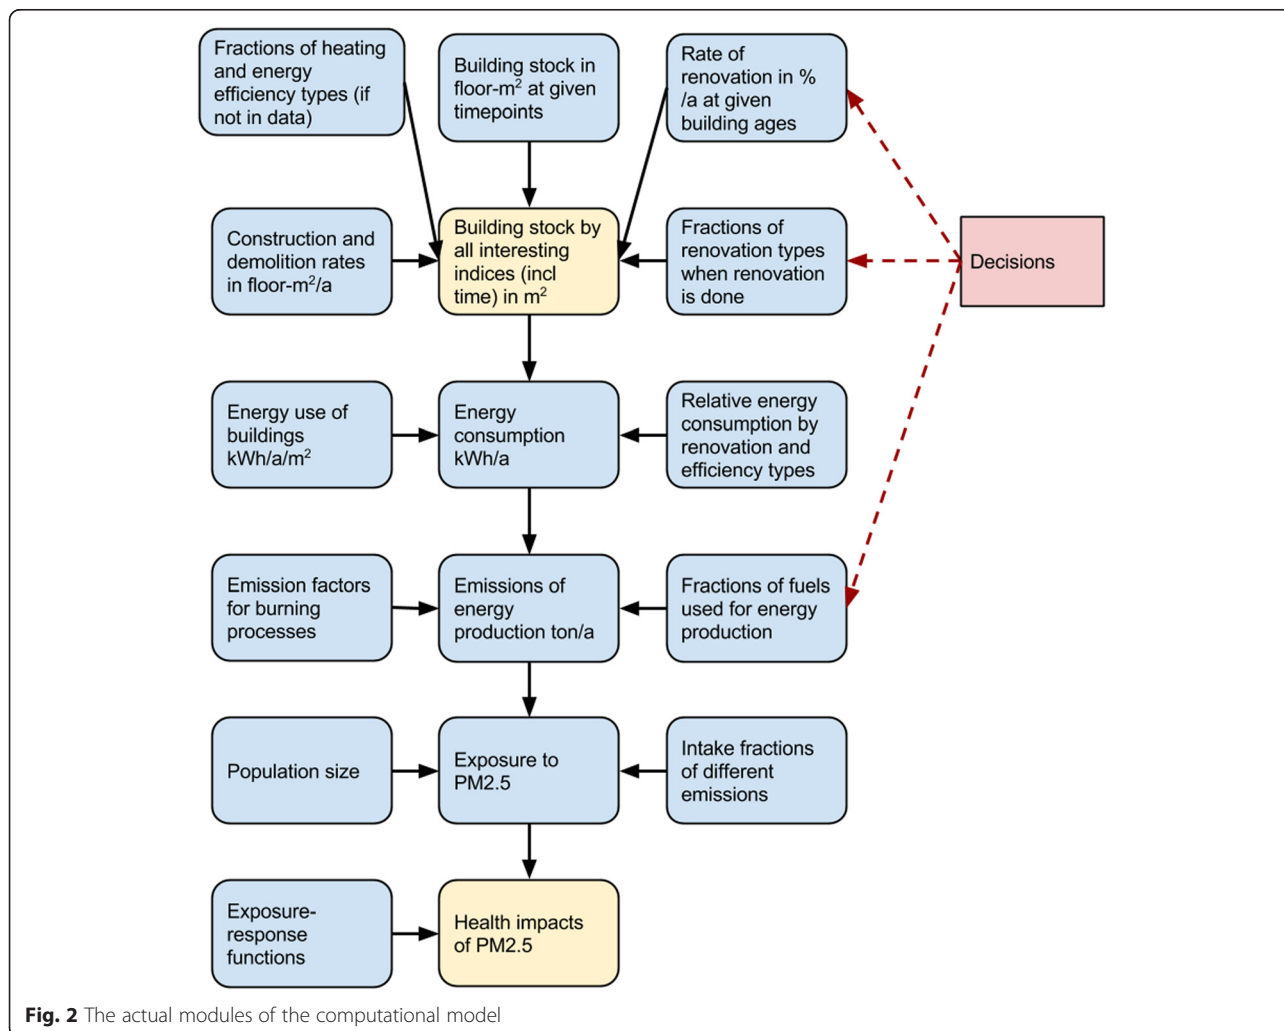 Fractions of heating
and energy
efficiency types (if
not in data)
Building stock in
floor-m² at given
timepoints
Rate of
renovation in %
/a at given
building ages
Construction and
demolition rates
in floor-m²/a
Building stock by
all interesting
indices (incl
time) in m²
Fractions of
renovation types
when renovation
is done
Decisions
Energy use of
buildings
kWh/a/m²
Energy
consumption
kWh/a
Relative energy
consumption by
renovation and
efficiency types
Emission factors
for burning
processes
Emissions of
energy
production ton/a
Fractions of fuels
used for energy
production
Population size
Exposure to
PM2.5
Intake fractions
of different
emissions
Exposure-
response
functions
Health impacts
of PM2.5
Fig. 2 The actual modules of the computational model